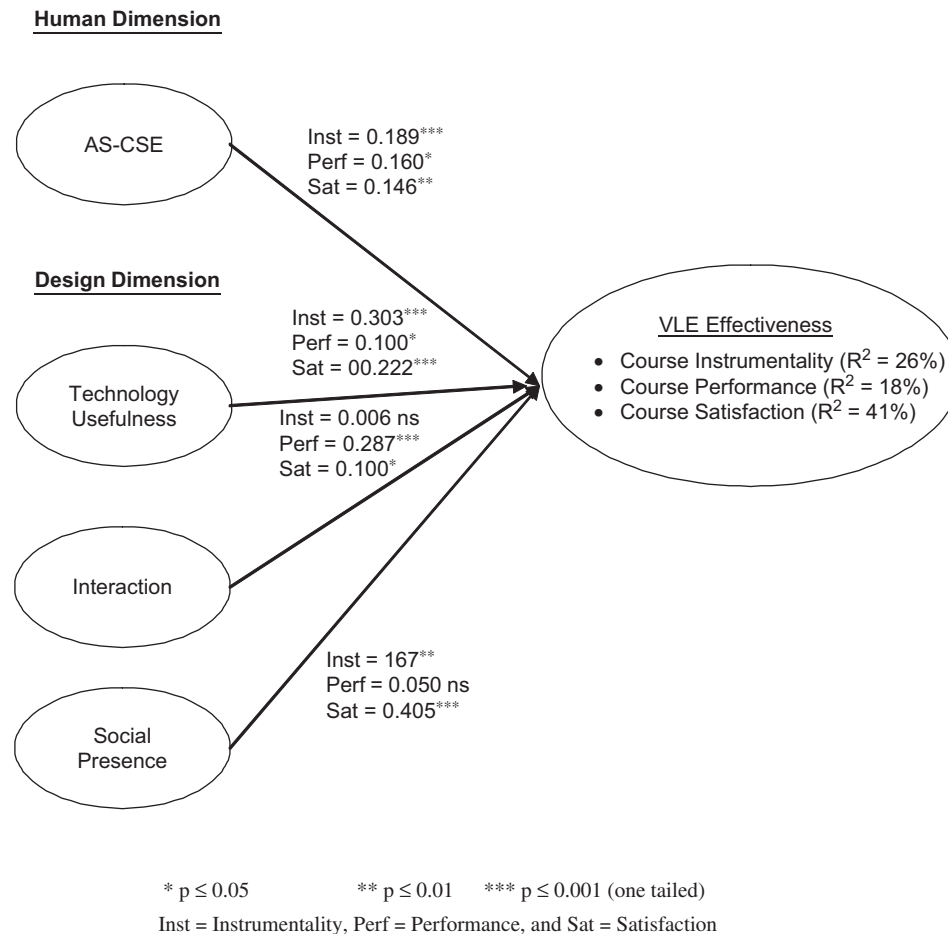 Human Dimension
AS-CSE
Inst = 0.189***
Perf = 0.160*
Sat = 0.146**
Design Dimension
Inst = 0.303***
Perf = 0.100*
Sat = 00.222***
Technology
Usefulness
Inst = 0.006 ns
Perf = 0.287***
Sat = 0.100*
VLE Effectiveness
• Course Instrumentality (R² = 26%)
• Course Performance (R² = 18%)
• Course Satisfaction (R² = 41%)
Interaction
Inst = 167**
Perf = 0.050 ns
Sat = 0.405***
Social
Presence
* p ≤ 0.05 ** p ≤ 0.01 *** p ≤ 0.001 (one tailed)
Inst = Instrumentality, Perf = Performance, and Sat = Satisfaction